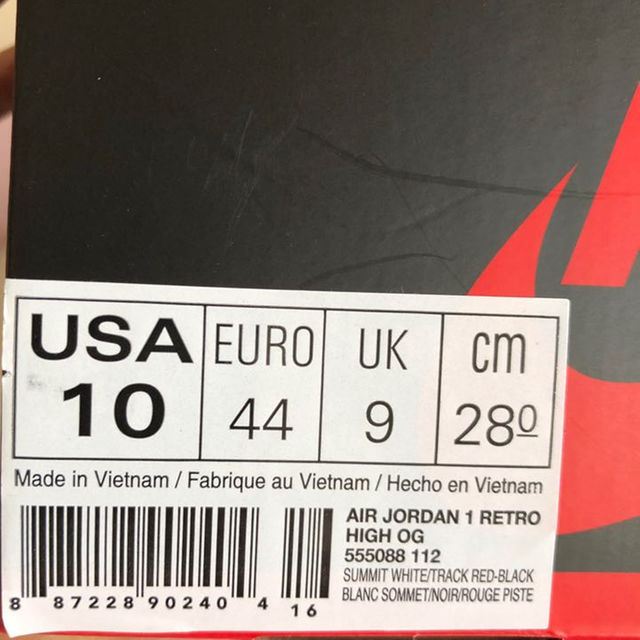 USA EURO UK cm
10 44 9 280
Made in Vietnam / Fabrique au Vietnam / Hecho en Vietnam
AIR JORDAN 1 RETRO
HIGH OG
555088 112
SUMMIT WHITE/TRACK RED-BLACK
BLANC SOMMET/NOIR/ROUGE PISTE
8 87228 90240 4 16